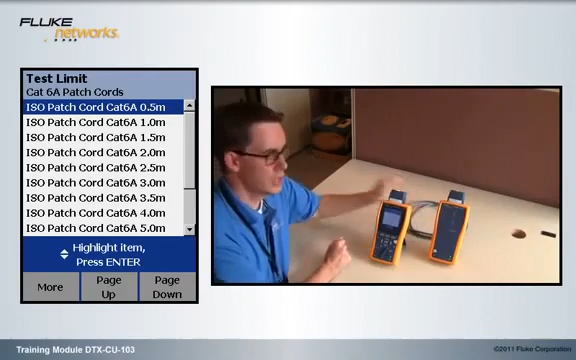 FLUKE
networks®
Test Limit
Cat 6A Patch Cords
ISO Patch Cord Cat6A 0.5m
ISO Patch Cord Cat6A 1.0m
ISO Patch Cord Cat6A 1.5m
ISO Patch Cord Cat6A 2.0m
ISO Patch Cord Cat6A 2.5m
ISO Patch Cord Cat6A 3.0m
ISO Patch Cord Cat6A 3.5m
ISO Patch Cord Cat6A 4.0m
ISO Patch Cord Cat6A 5.0m
Highlight item,
Press ENTER
More
Page
Up
Page
Down
Training Module DTX-CU-103
©2011 Fluke Corporation